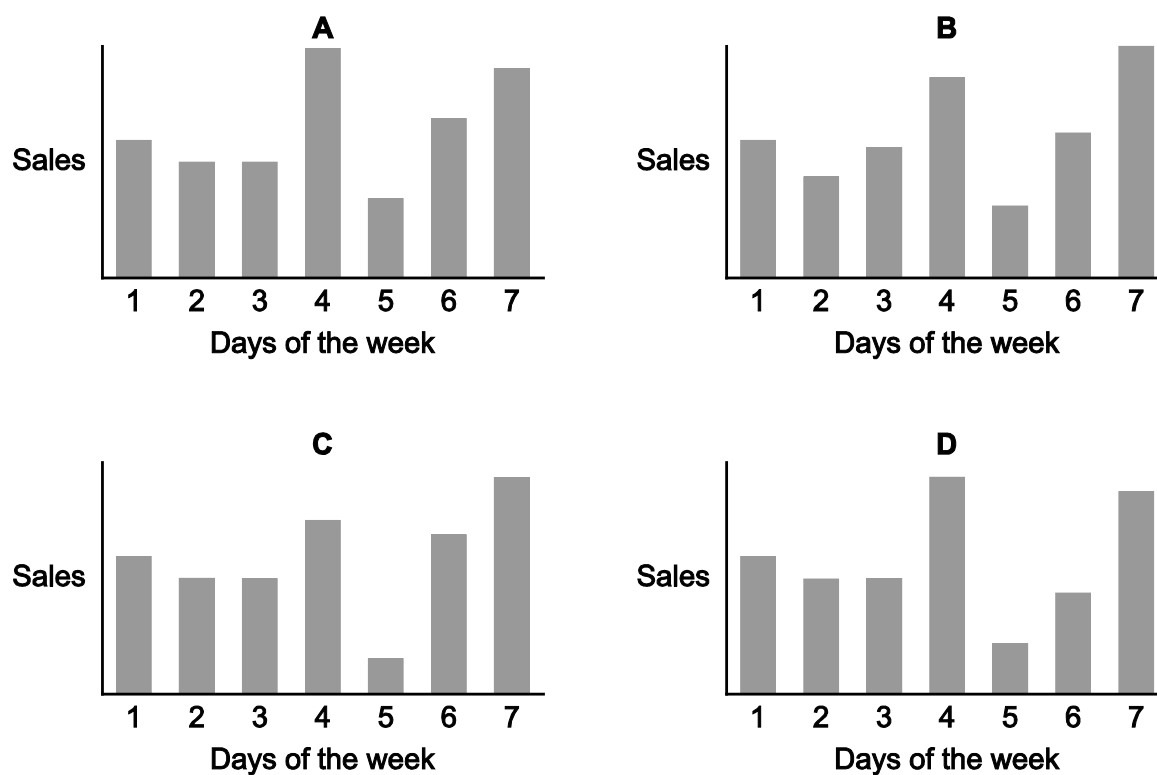 A
Sales
1 2 3 4 5 6 7
Days of the week
B
Sales
1 2 3 4 5 6 7
Days of the week
C
Sales
1 2 3 4 5 6 7
Days of the week
D
Sales
1 2 3 4 5 6 7
Days of the week